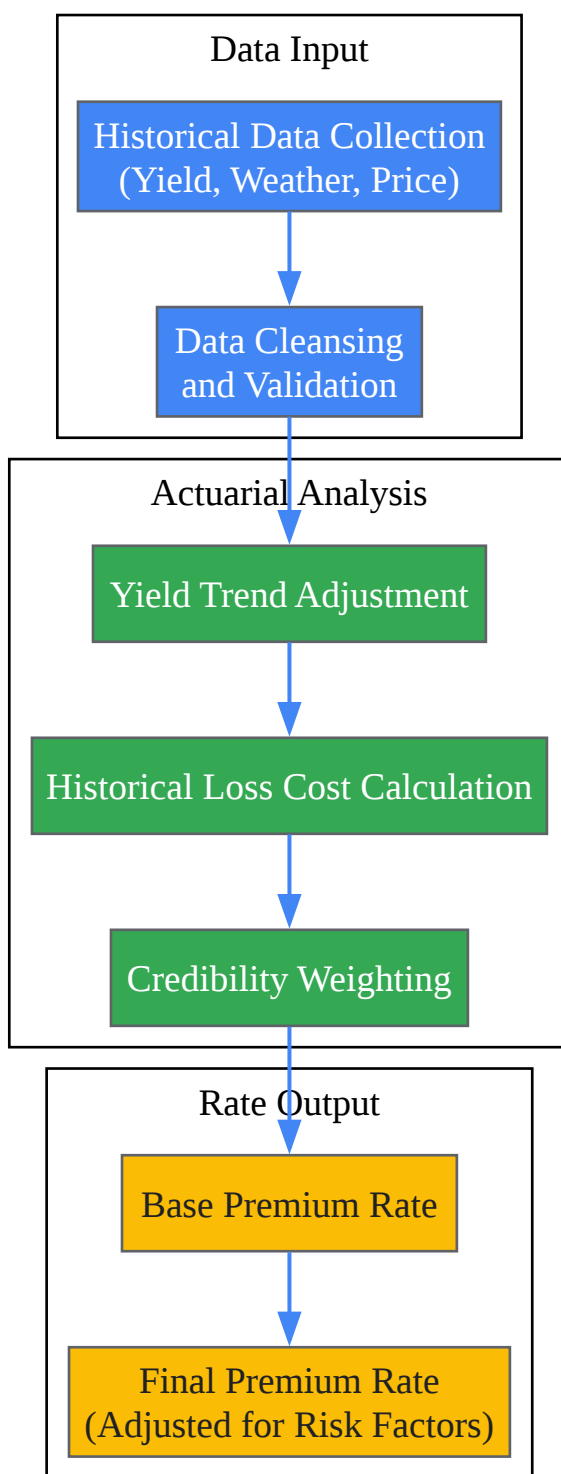 Data Input
Historical Data Collection
(Yield, Weather, Price)
Data Cleansing
and Validation
Actuarial Analysis
Yield Trend Adjustment
Historical Loss Cost Calculation
Credibility Weighting
Rate Output
Base Premium Rate
Final Premium Rate
(Adjusted for Risk Factors)